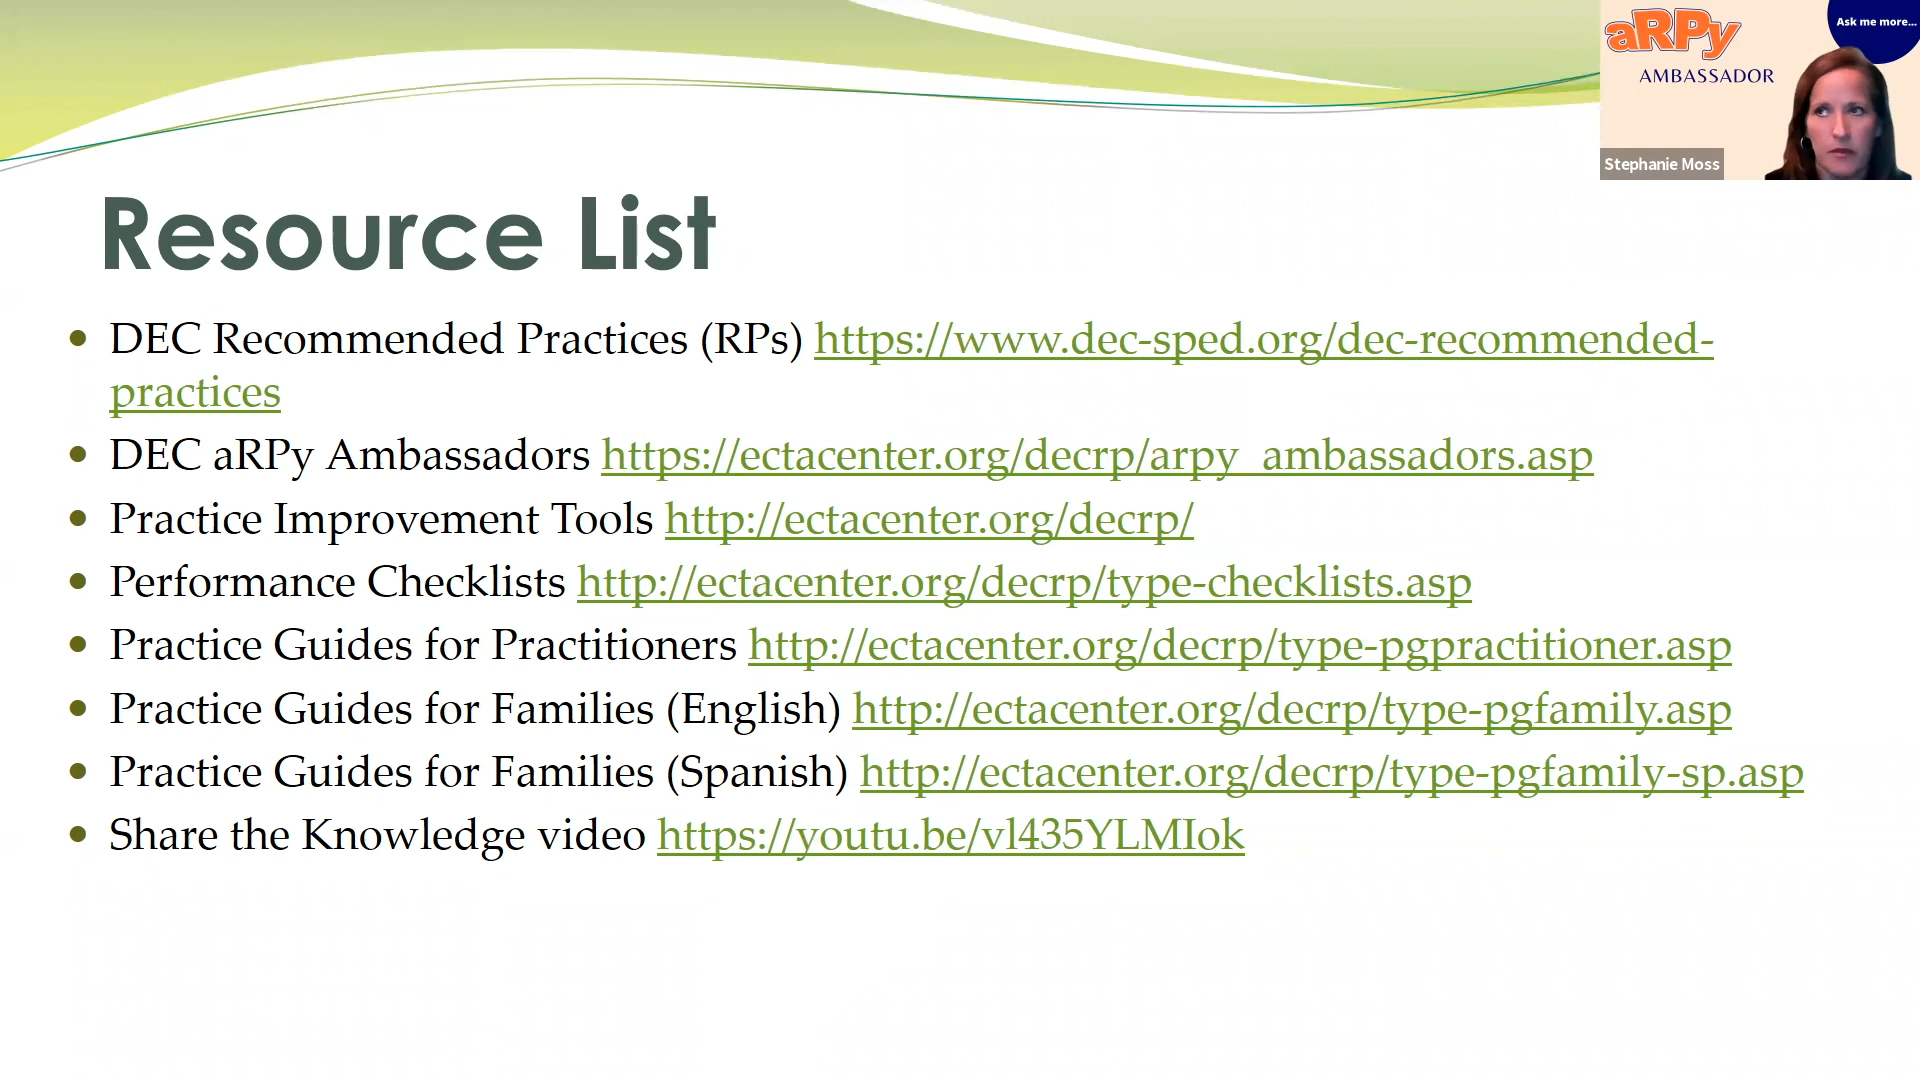 aRPy
AMBASSADOR
Ask me more...
Stephanie Moss
Resource List
• DEC Recommended Practices (RPs) https://www.dec-sped.org/dec-recommended-
practices
• DEC aRPy Ambassadors https://ectacenter.org/decrp/arpy_ambassadors.asp
• Practice Improvement Tools http://ectacenter.org/decrp/
• Performance Checklists http://ectacenter.org/decrp/type-checklists.asp
• Practice Guides for Practitioners http://ectacenter.org/decrp/type-pgpractitioner.asp
• Practice Guides for Families (English) http://ectacenter.org/decrp/type-pgfamily.asp
• Practice Guides for Families (Spanish) http://ectacenter.org/decrp/type-pgfamily-sp.asp
• Share the Knowledge video https://youtu.be/vl435YLMIok